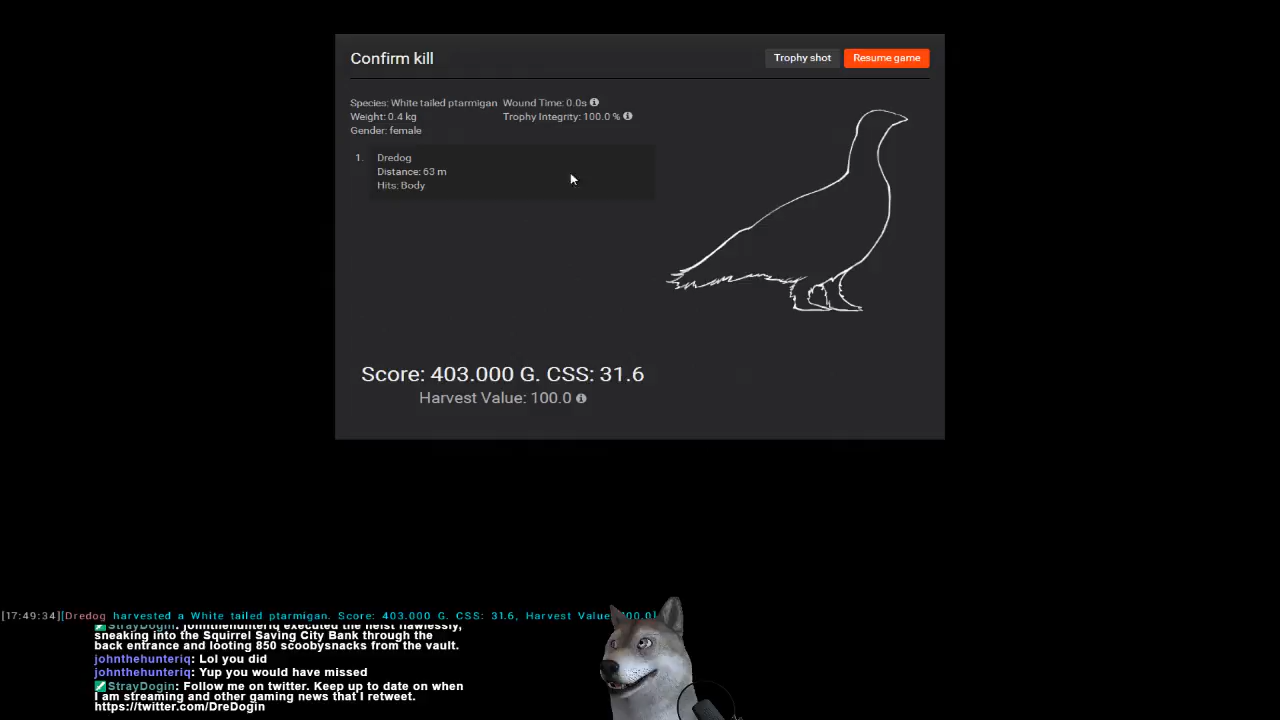 Confirm kill
Trophy shot
Resume game
Species: White tailed ptarmigan
Wound Time: 0.0s
Weight: 0.4 kg
Trophy Integrity: 100.0 %
Gender: female
1.
Dredog
Distance: 63 m
Hits: Body
Score: 403.000 G. CSS: 31.6
Harvest Value: 100.0
[17:49:34][Dredog harvested a White tailed ptarmigan. Score: 403.000 G. CSS: 31.6, Harvest Value: 100.0]
StrayDogin: johnthehunteriq executed the heist flawlessly,
sneaking into the Squirrel Saving City Bank through the
back entrance and looting 850 scoobysnacks from the vault.
johnthehunteriq: Lol you did
johnthehunteriq: Yup you would have missed
StrayDogin: Follow me on twitter. Keep up to date on when
I am streaming and other gaming news that I retweet.
https://twitter.com/DreDogin